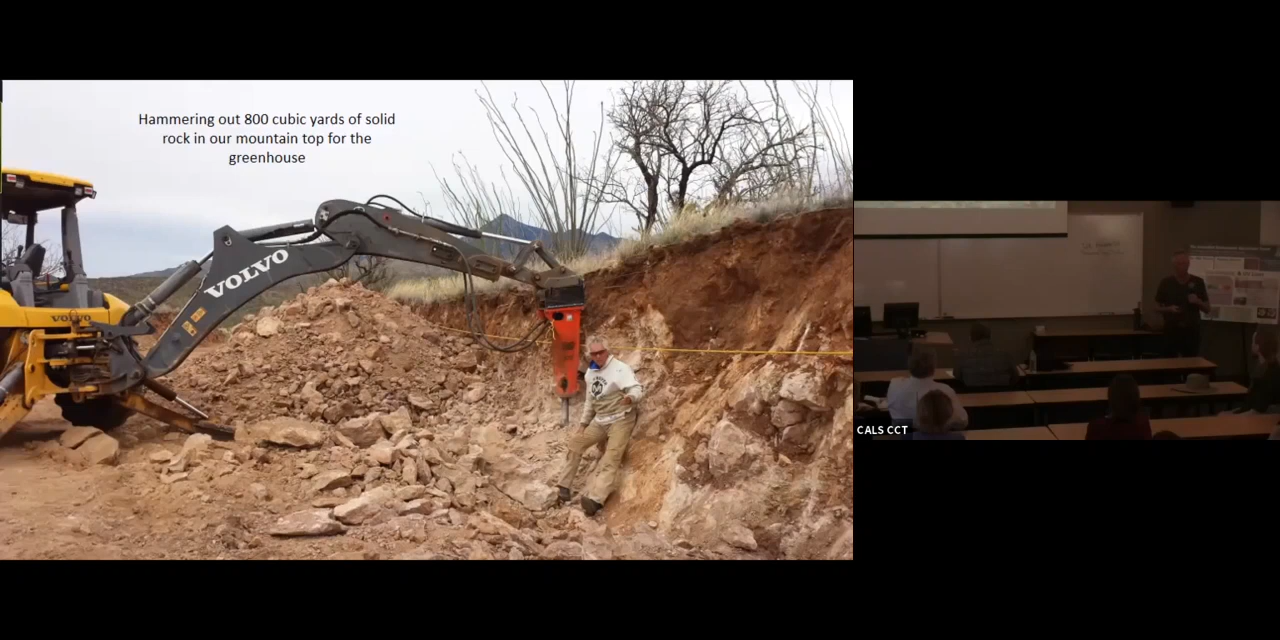 Hammering out 800 cubic yards of solid
rock in our mountain top for the
greenhouse
VOLVO
VOLVO
CALS CCT